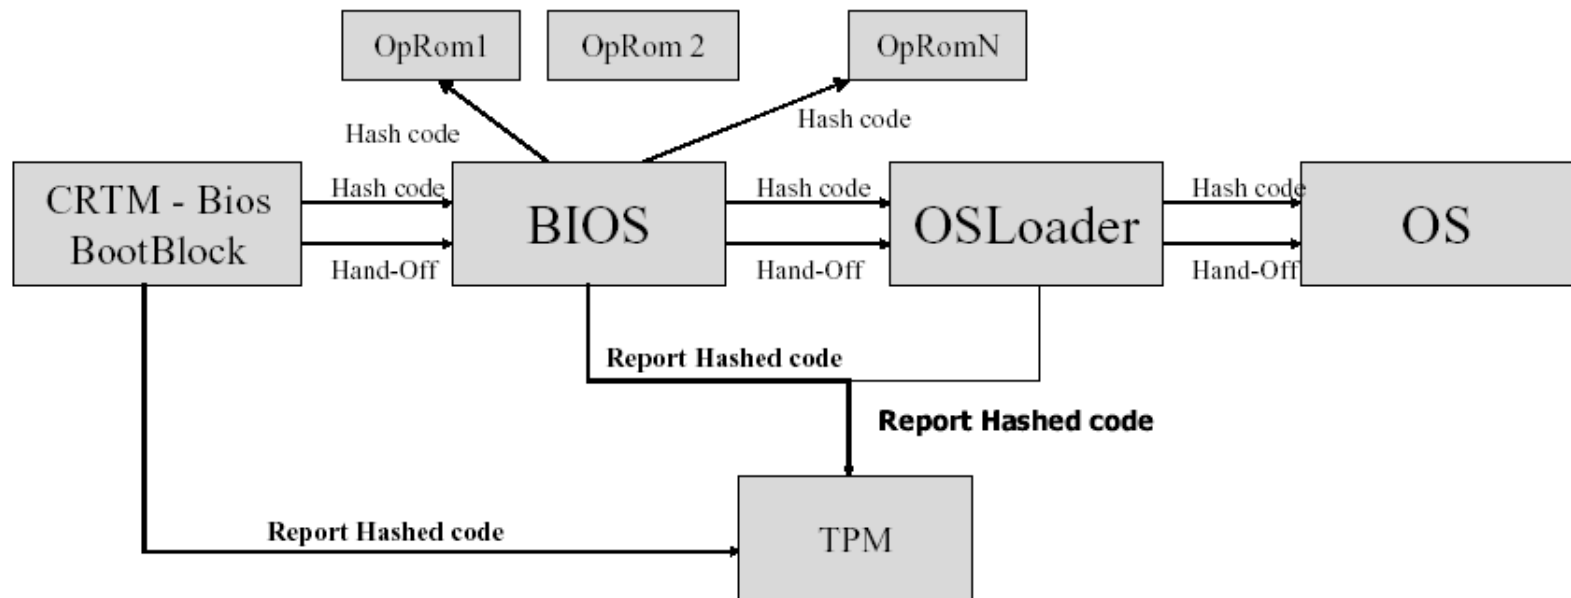 OpRom1
OpRom 2
OpRomN
Hash code
Hash code
CRTM - Bios
BootBlock
Hash code
Hand-Off
BIOS
Hash code
Hand-Off
OSLoader
Hash code
Hand-Off
OS
Report Hashed code
Report Hashed code
Report Hashed code
TPM